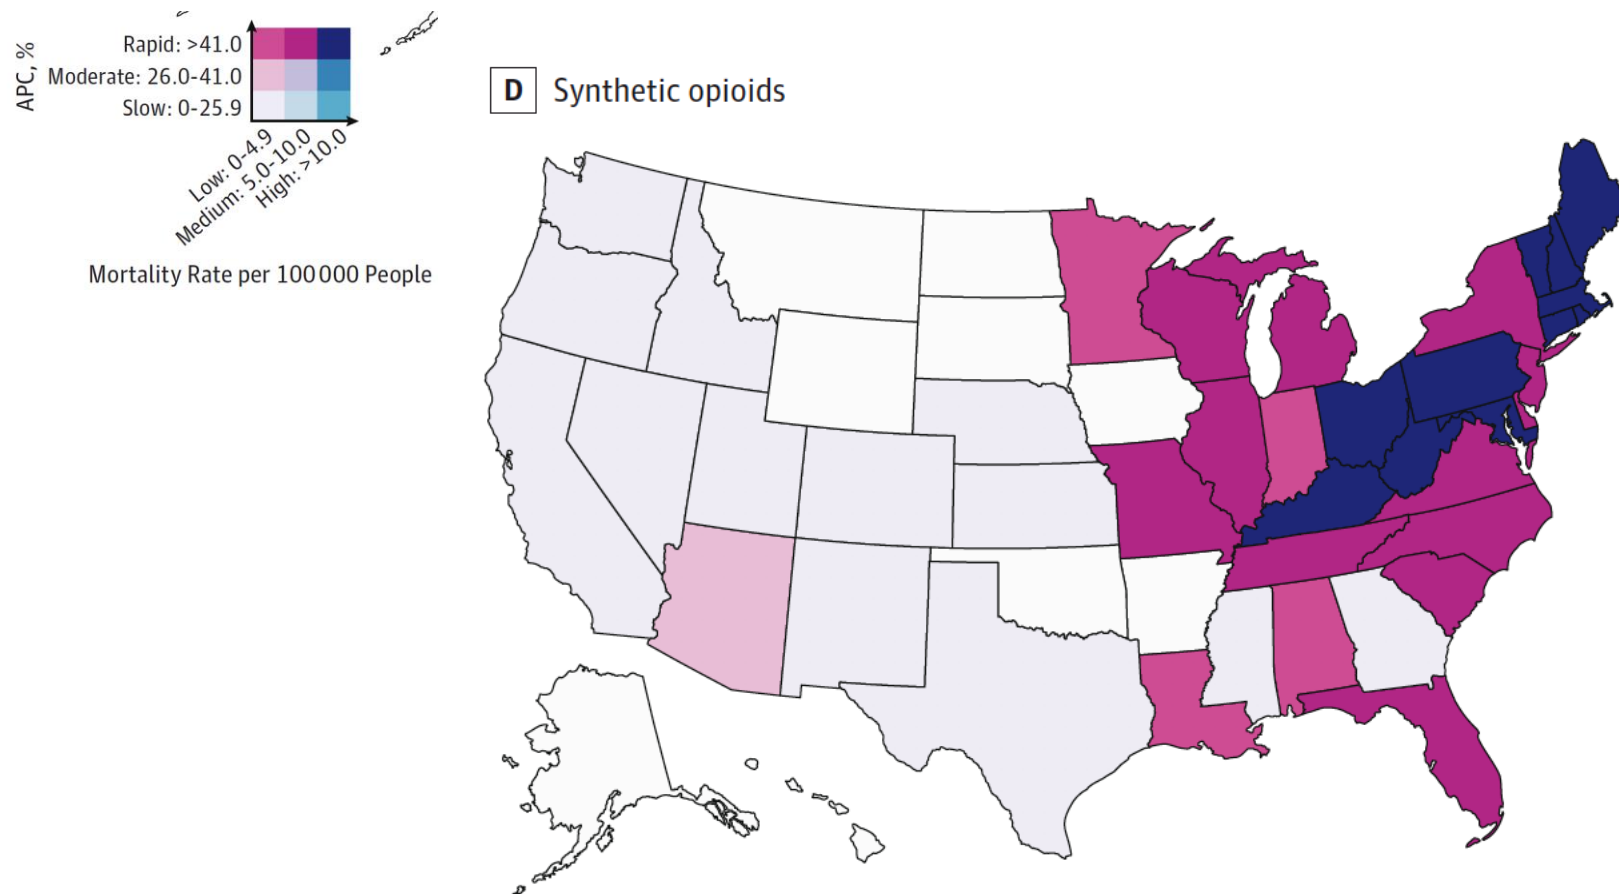 APC, %
Rapid: >41.0
Moderate: 26.0-41.0
Slow: 0-25.9
Low: 0-4.9
Medium: 5.0-10.0
High: >10.0
Mortality Rate per 100 000 People
D Synthetic opioids